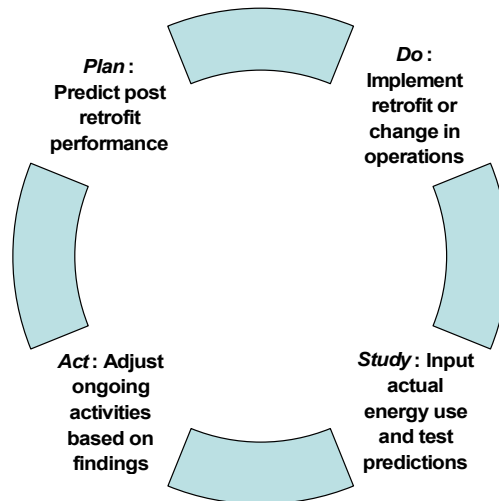 Plan:
Predict post
retrofit
performance
Do:
Implement
retrofit or
change in
operations
Study: Input
actual
energy use
and test
predictions
Act: Adjust
ongoing
activities
based on
findings